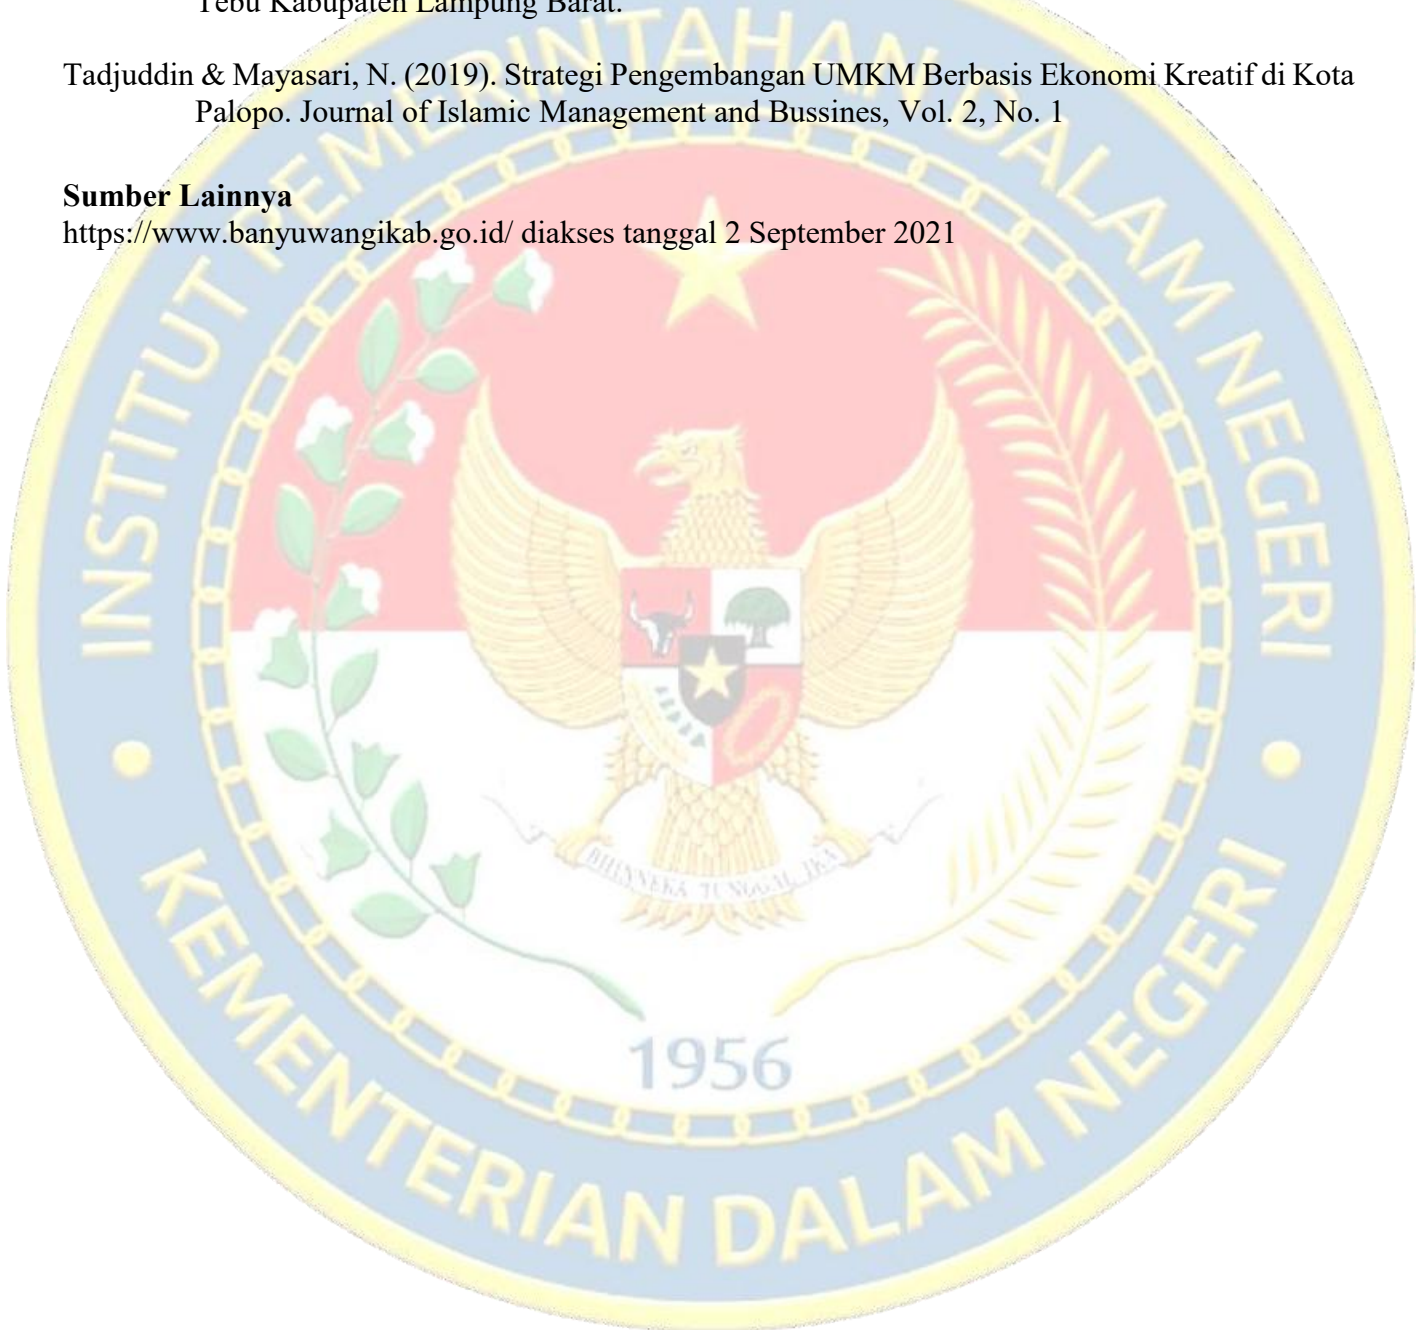 Tebu Kabupaten Lampung Barat.
Tadjuddin & Mayasari, N. (2019). Strategi Pengembangan UMKM Berbasis Ekonomi Kreatif di Kota
Palopo. Journal of Islamic Management and Bussines, Vol. 2, No. 1
Sumber Lainnya
https://www.banyuwangikab.go.id/ diakses tanggal 2 September 2021
INSTITUT PEMERINTAHAN DALAM NEGERI
BHINNEKA TUNGGAL IKA
1956
KEMENTERIAN DALAM NEGERI